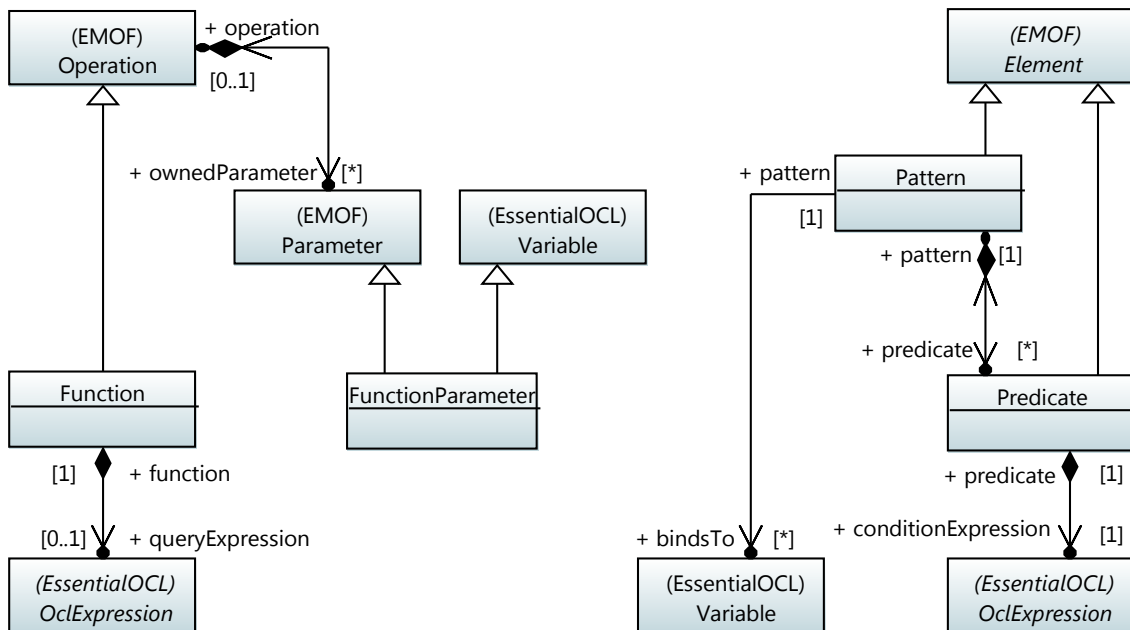 (EMOF)
Operation
+ operation
[0..1]
+ ownedParameter
[*]
(EMOF)
Parameter
(EssentialOCL)
Variable
Function
FunctionParameter
[1]
+ function
[0..1]
+ queryExpression
(EssentialOCL)
OclExpression
(EMOF)
Element
+ pattern
[1]
Pattern
+ pattern
[1]
+ predicate
[*]
Predicate
+ predicate
[1]
+ bindsTo
[*]
+ conditionExpression
[1]
(EssentialOCL)
Variable
(EssentialOCL)
OclExpression